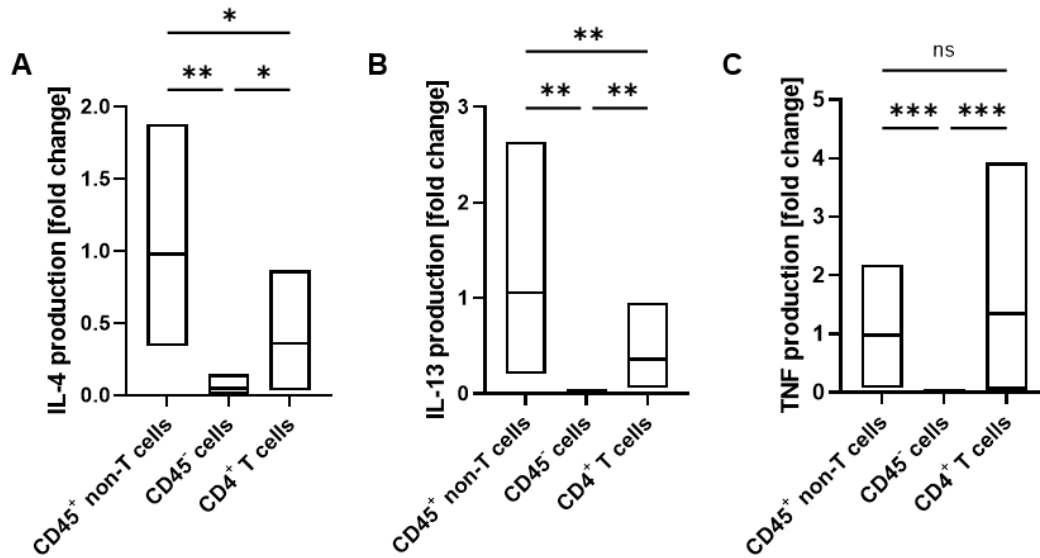 A
*
**
*
IL-4 production [fold change]
2.0
1.5
1.0
0.5
0.0
CD45⁺ non-T cells
CD45⁻ cells
CD4⁺ T cells
B
**
**
**
IL-13 production [fold change]
3
2
1
0
CD45⁺ non-T cells
CD45⁻ cells
CD4⁺ T cells
C
ns
***
***
TNF production [fold change]
5
4
3
2
1
0
CD45⁺ non-T cells
CD45⁻ cells
CD4⁺ T cells